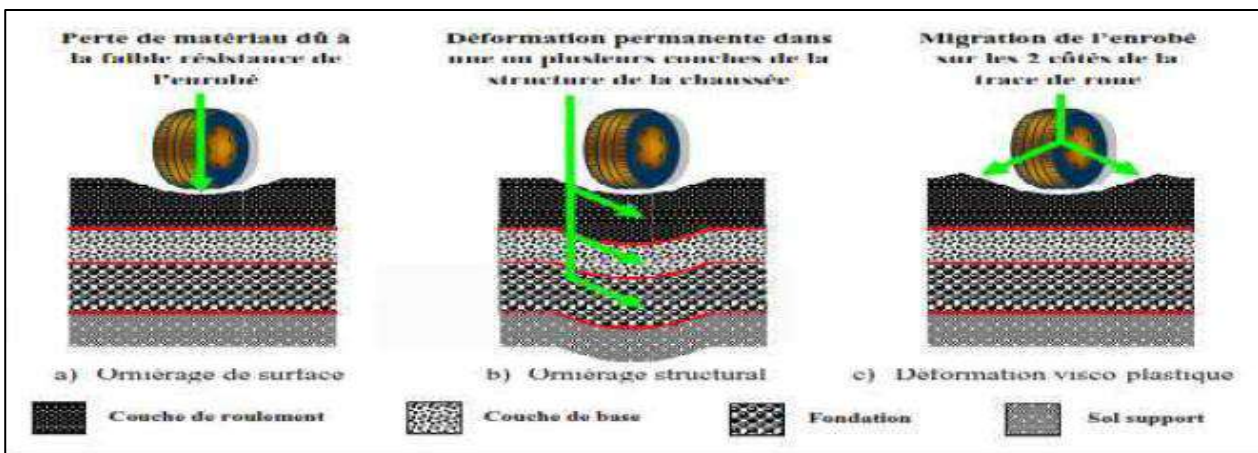 Perte de matériau dû à
la faible résistance de
l'enrobé
Déformation permanente dans
une ou plusieurs couches de la
structure de la chaussée
Migration de l'enrobé
sur les 2 côtés de la
trace de roue
a) Orniérage de surface
b) Orniérage structural
c) Déformation visco plastique
Couche de roulement
Couche de base
Fondation
Sol support